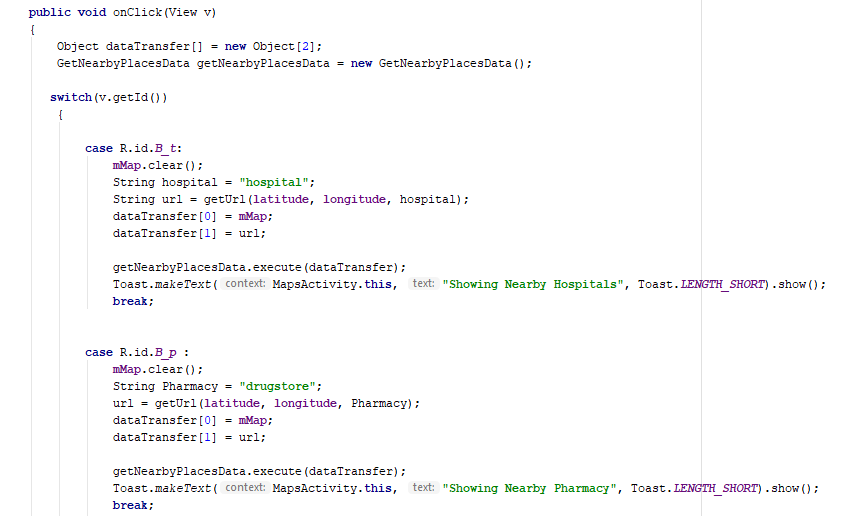 public void onClick(View v)
{
Object dataTransfer[] = new Object[2];
GetNearbyPlacesData getNearbyPlacesData = new GetNearbyPlacesData();
switch(v.getId())
{
case R.id.B_t:
mMap.clear();
String hospital = "hospital";
String url = getUrl(latitude, longitude, hospital);
dataTransfer[0] = mMap;
dataTransfer[1] = url;
getNearbyPlacesData.execute(dataTransfer);
Toast.makeText( context: MapsActivity.this, text: "Showing Nearby Hospitals", Toast.LENGTH_SHORT).show();
break;
case R.id.B_p :
mMap.clear();
String Pharmacy = "drugstore";
url = getUrl(latitude, longitude, Pharmacy);
dataTransfer[0] = mMap;
dataTransfer[1] = url;
getNearbyPlacesData.execute(dataTransfer);
Toast.makeText( context: MapsActivity.this, text: "Showing Nearby Pharmacy", Toast.LENGTH_SHORT).show();
break;